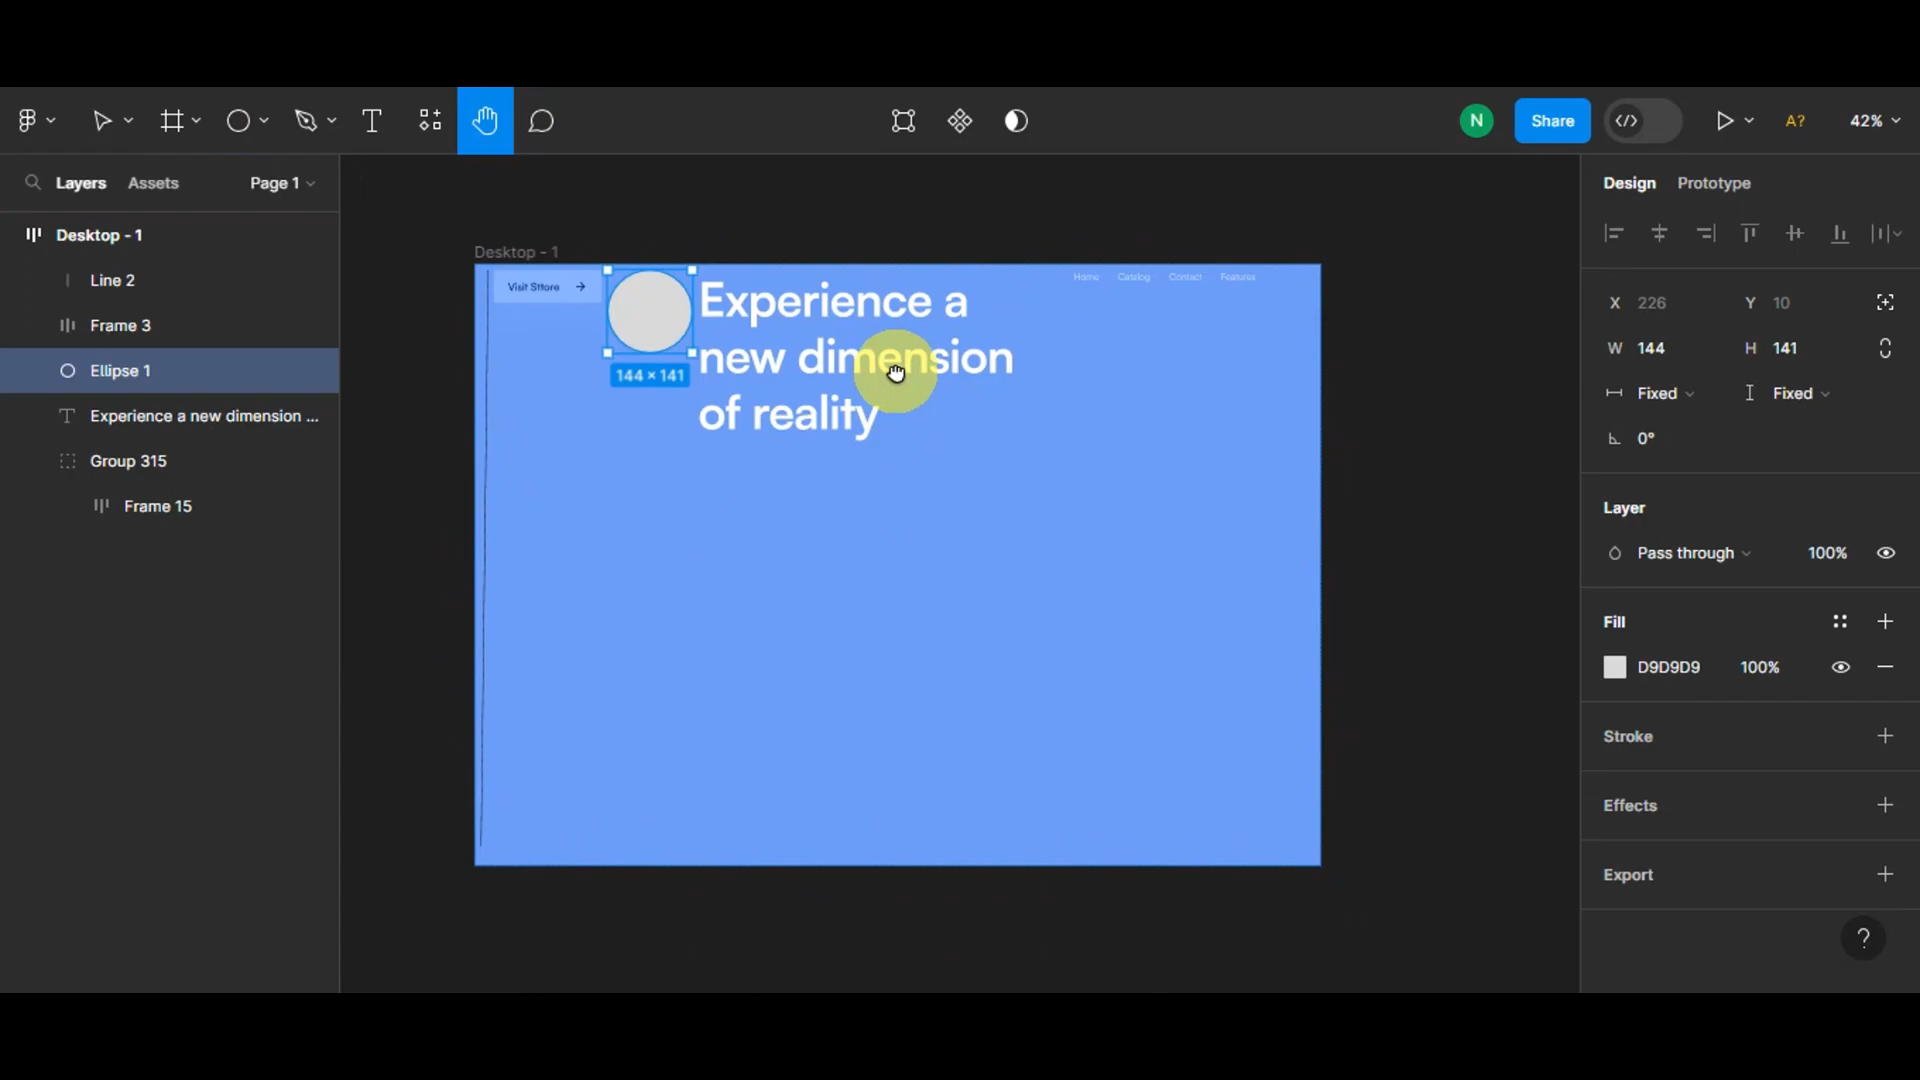 N
Share
A?
42%
Layers
Assets
Page 1
Desktop - 1
Line 2
Frame 3
Ellipse 1
Experience a new dimension ...
Group 315
Frame 15
Desktop - 1
Visit Sttore
Home
Catalog
Contact
Features
Experience a
new dimension
of reality
144 × 141
Design
Prototype
X 226
Y 10
W 144
H 141
Fixed
Fixed
0°
Layer
Pass through
100%
Fill
D9D9D9
100%
Stroke
Effects
Export
?